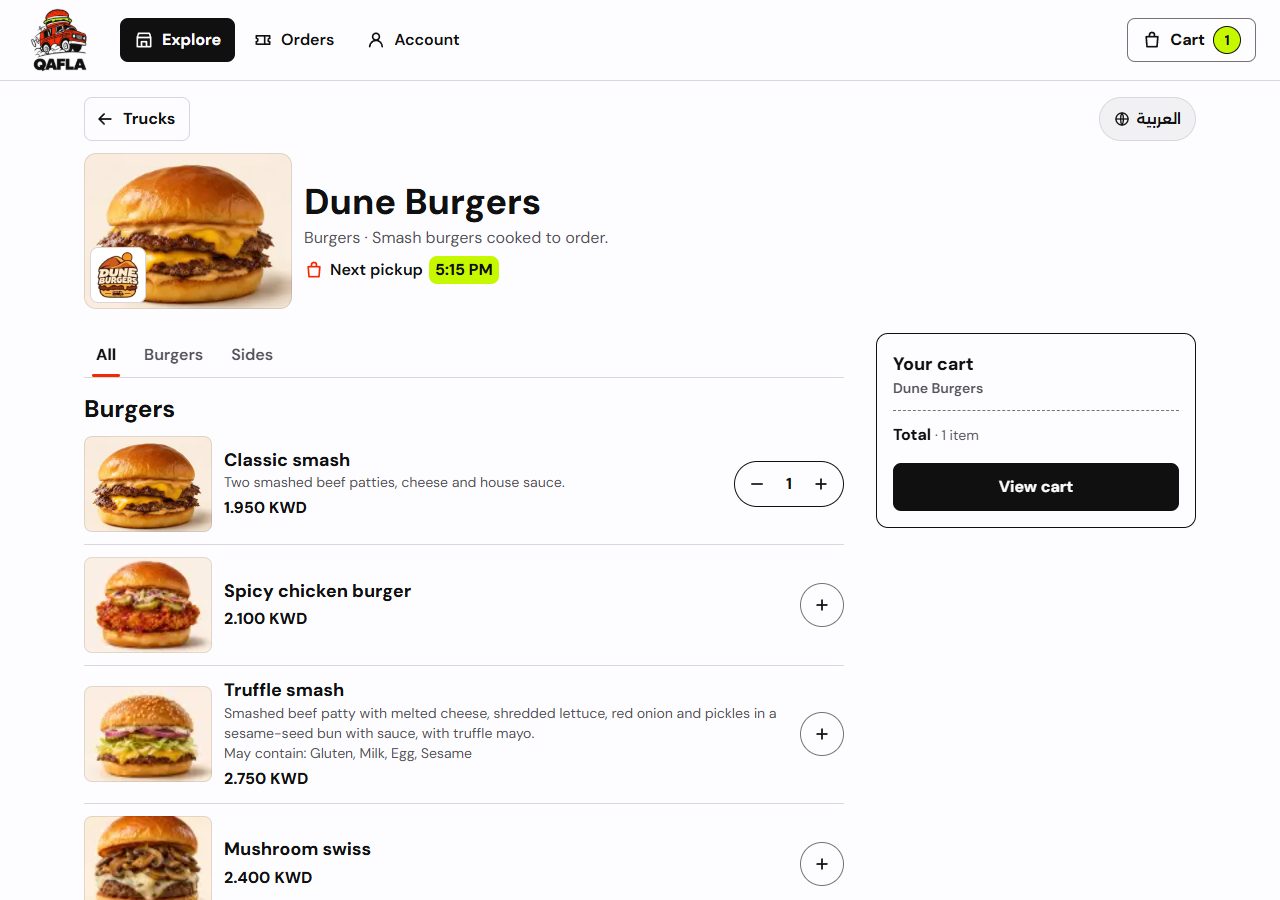 QAFLA
Explore
Orders
Account
Cart 1
Trucks
العربية
DUNE
BURGERS
Dune Burgers
Burgers · Smash burgers cooked to order.
Next pickup 5:15 PM
All
Burgers
Sides
Burgers
Classic smash
Two smashed beef patties, cheese and house sauce.
1.950 KWD
1
Spicy chicken burger
2.100 KWD
Truffle smash
Smashed beef patty with melted cheese, shredded lettuce, red onion and pickles in a
sesame-seed bun with sauce, with truffle mayo.
May contain: Gluten, Milk, Egg, Sesame
2.750 KWD
Mushroom swiss
2.400 KWD
Your cart
Dune Burgers
Total · 1 item
View cart